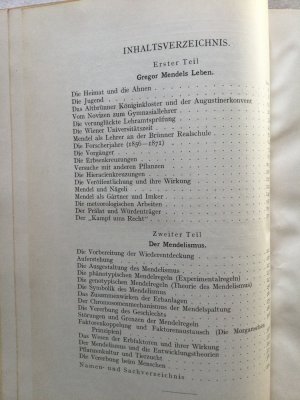 INHALTSVERZEICHNIS.
Erster Teil
Gregor Mendels Leben.
Die Heimat und die Ahnen
Die Jugend
Das Altbrünner Königinkloster und der Augustinerkonvent
Vom Novizen zum Gymnasiallehrer
Die verunglückte Lehramtsprüfung
Die Wiener Universitätszeit
Mendel als Lehrer an der Brünner Realschule
Die Forscherjahre (1856—1871)
Die Vorgänger
Die Erbsenkreuzungen
Versuche mit anderen Pflanzen
Die Hieracienkreuzungen
Die Veröffentlichung und ihre Wirkung
Mendel und Nägeli
Mendel als Gärtner und Imker
Die meteorologischen Arbeiten
Der Prälat und Würdenträger
Der „Kampf ums Recht“
Zweiter Teil
Der Mendelismus.
Die Vorbereitung der Wiederentdeckung
Auferstehung
Die Ausgestaltung des Mendelismus
Die phänotypischen Mendelregeln (Experimentalregeln)
Die genotypischen Mendelregeln (Theorie des Mendelismus)
Die Symbolik des Mendelismus
Das Zusammenwirken der Erbanlagen
Der Chromosomenmechanismus der Mendelspaltung
Die Vererbung des Geschlechts
Störungen und Grenzen der Mendelregeln
Faktorenkoppelung und Faktorenaustausch (Die Morganschen
Prinzipien)
Das Wesen der Erbfaktoren und ihrer Wirkung
Der Mendelismus und die Entwicklungstheorien
Pflanzenkultur und Tierzucht
Die Vererbung beim Menschen
Namen- und Sachverzeichnis